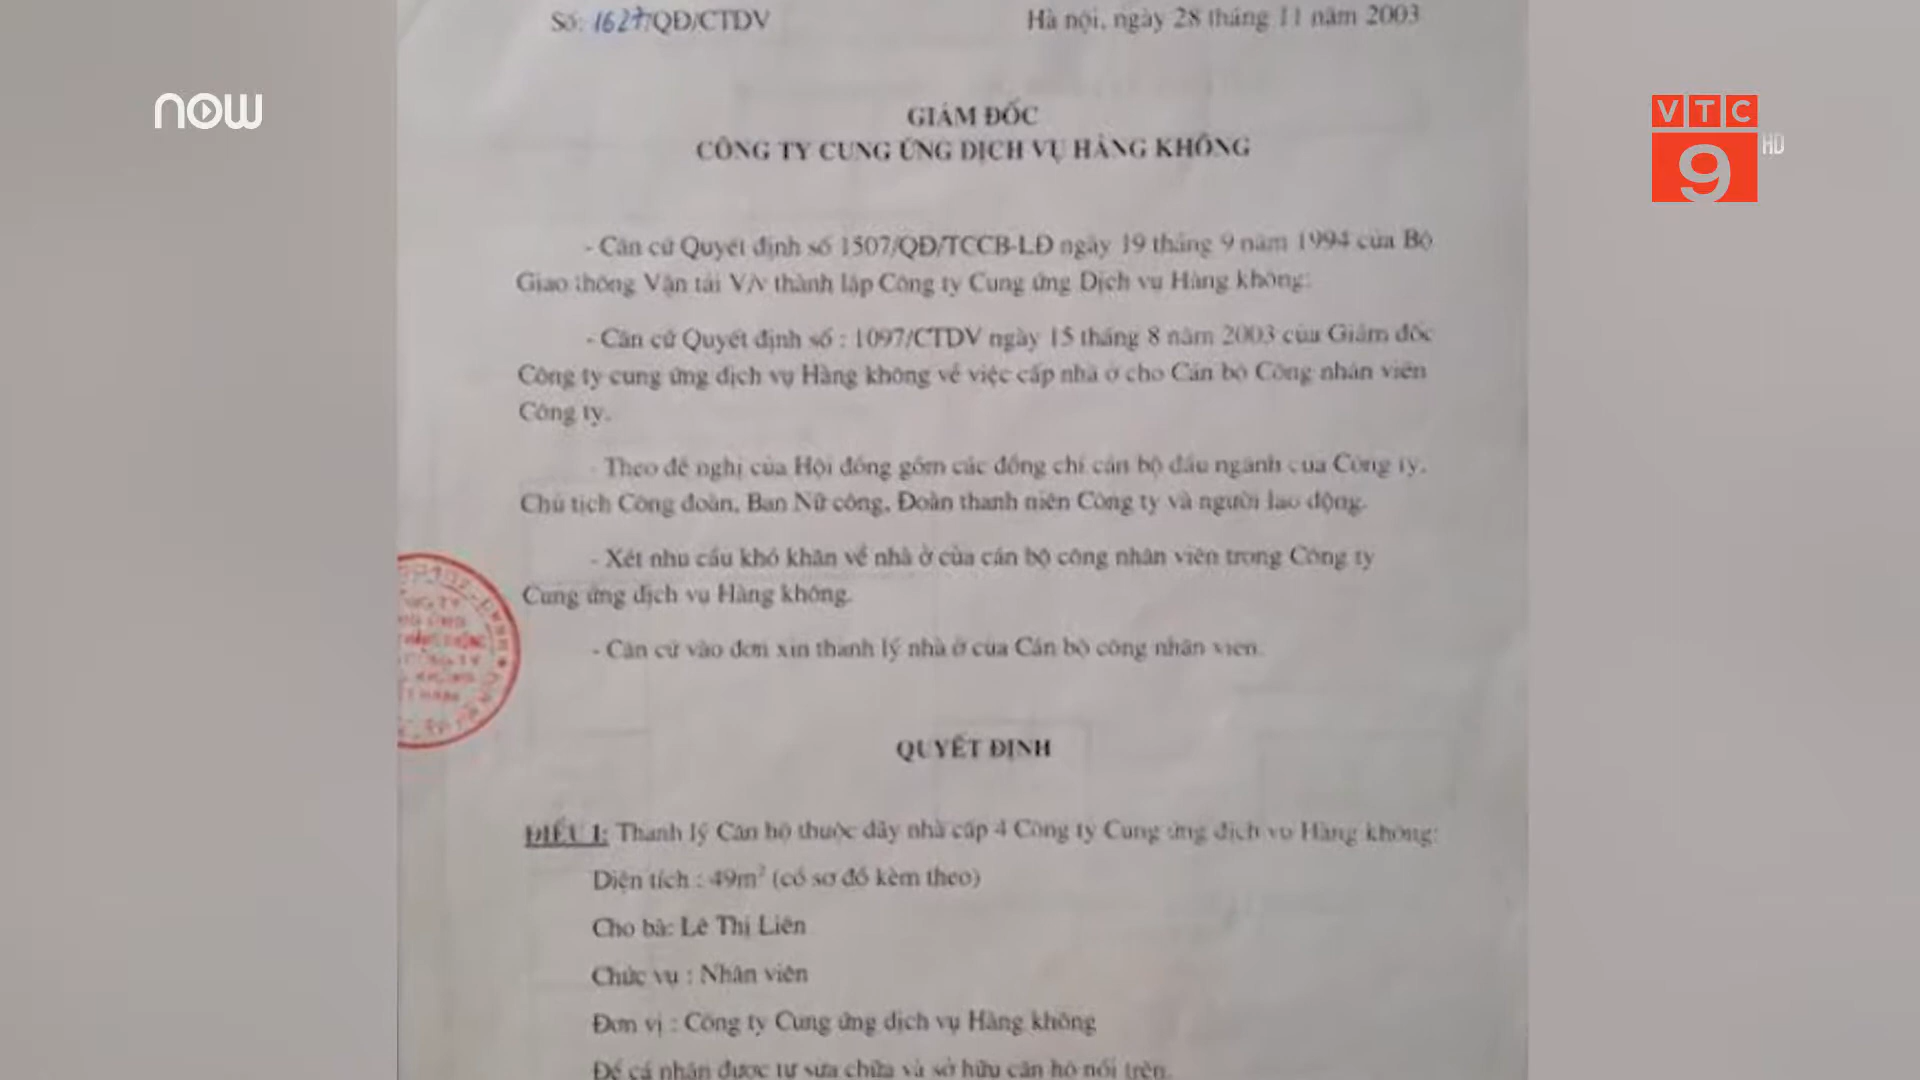 Số: 1627/QĐ/CTDV
Hà nội, ngày 28 tháng 11 năm 2003
now
VTC
9
HD
GIÁM ĐỐC
CÔNG TY CUNG ỨNG DỊCH VỤ HÀNG KHÔNG
- Căn cứ Quyết định số 1507/QĐ/TCCB-LĐ ngày 19 tháng 9 năm 1994 của Bộ
Giao thông Vận tải V/v thành lập Công ty Cung ứng Dịch vụ Hàng không;
- Căn cứ Quyết định số : 1097/CTDV ngày 15 tháng 8 năm 2003 của Giám đốc
Công ty cung ứng dịch vụ Hàng không về việc cấp nhà ở cho Cán bộ Công nhân viên
Công ty.
- Theo đề nghị của Hội đồng gồm các đồng chí cán bộ đầu ngành của Công ty,
Chủ tịch Công đoàn, Ban Nữ công, Đoàn thanh niên Công ty và người lao động.
- Xét nhu cầu khó khăn về nhà ở của cán bộ công nhân viên trong Công ty
Cung ứng dịch vụ Hàng không.
- Căn cứ vào đơn xin thanh lý nhà ở của Cán bộ công nhân viên.
QUYẾT ĐỊNH
ĐIỀU 1: Thanh lý Căn hộ thuộc dãy nhà cấp 4 Công ty Cung ứng dịch vụ Hàng không:
Diện tích : 49m² (có sơ đồ kèm theo)
Cho bà: Lê Thị Liên
Chức vụ : Nhân viên
Đơn vị : Công ty Cung ứng dịch vụ Hàng không
Để cá nhân được tự sửa chữa và sở hữu căn hộ nói trên.